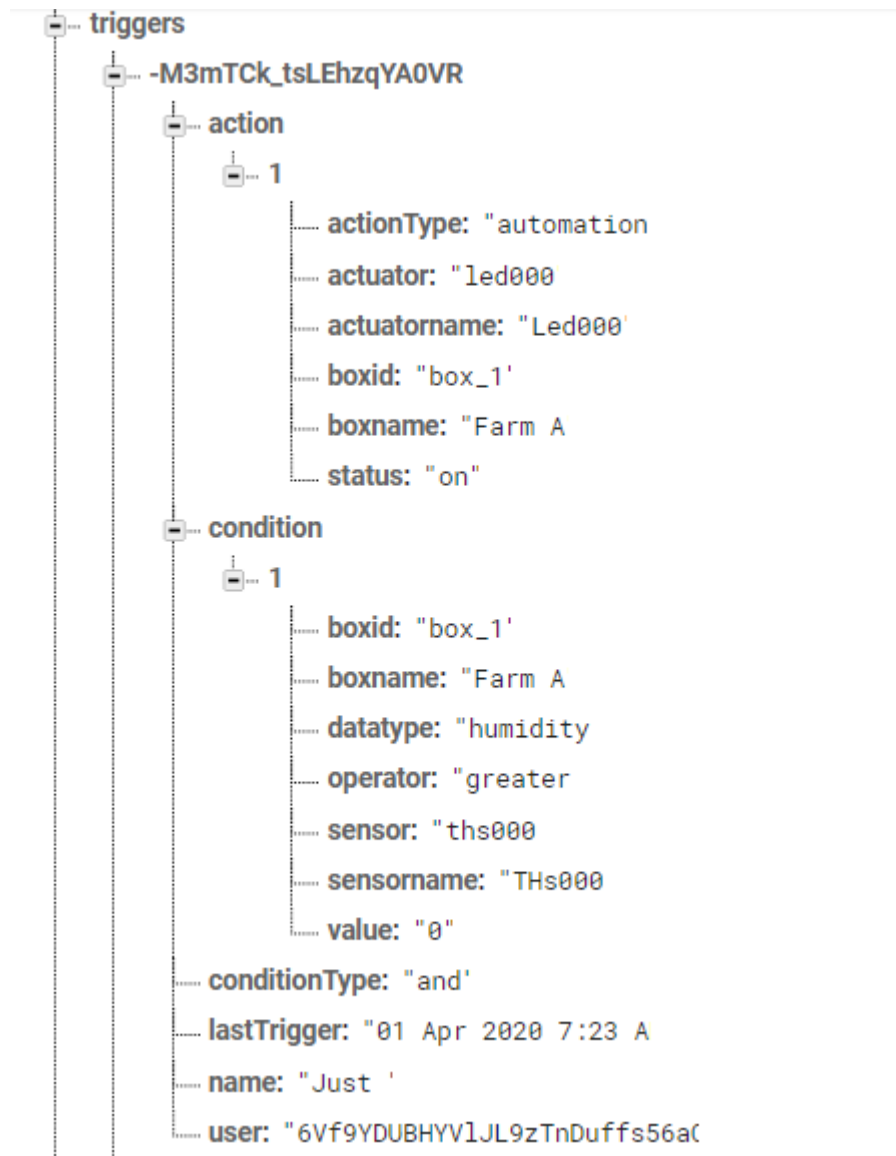 triggers
-M3mTCk_tsLEhzqYA0VR
action
1
actionType: "automation
actuator: "led000
actuatorname: "Led000'
boxid: "box_1'
boxname: "Farm A
status: "on"
condition
1
boxid: "box_1'
boxname: "Farm A
datatype: "humidity
operator: "greater
sensor: "ths000
sensorname: "THs000
value: "0"
conditionType: "and'
lastTrigger: "01 Apr 2020 7:23 A
name: "Just '
user: "6Vf9YDUBHYVlJL9zTnDuffs56a(